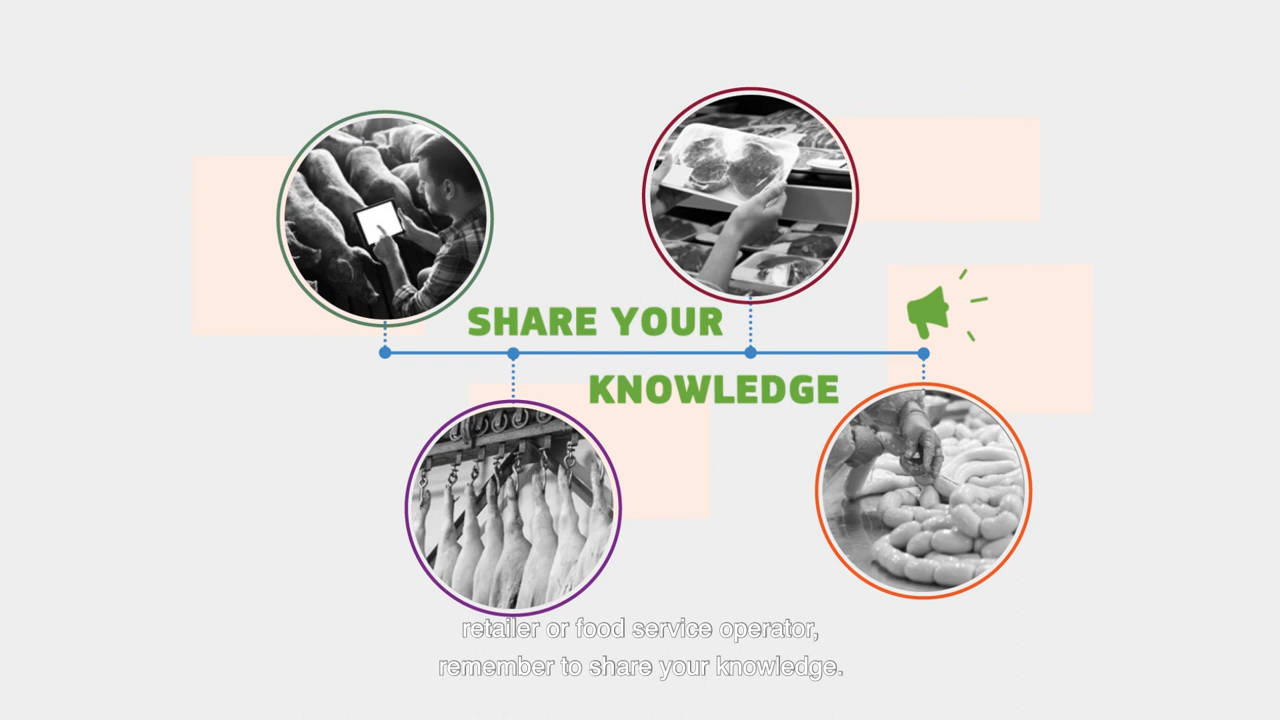 SHARE YOUR
KNOWLEDGE
retailer or food service operator,
remember to share your knowledge.